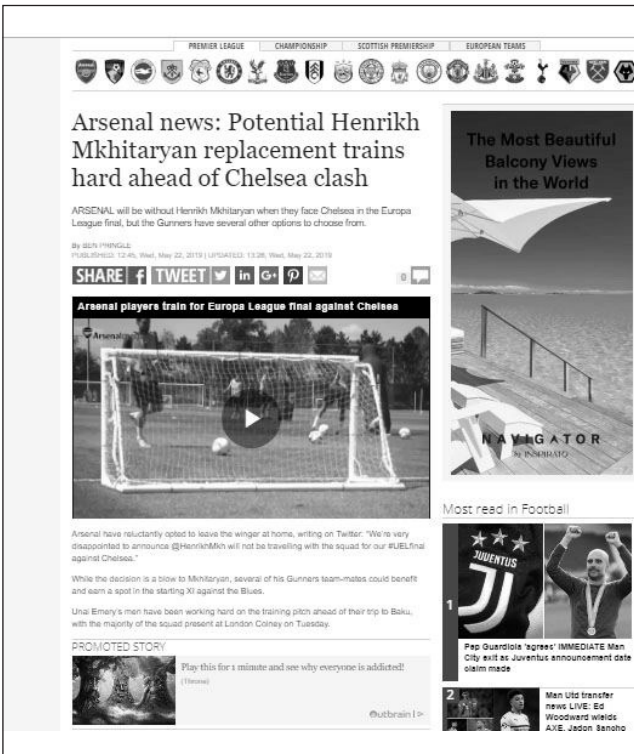 PREMIER LEAGUE CHAMPIONSHIP SCOTTISH PREMIERSHIP EUROPEAN TEAMS
Arsenal news: Potential Henrikh
Mkhitaryan replacement trains
hard ahead of Chelsea clash
ARSENAL will be without Henrikh Mkhitaryan when they face Chelsea in the Europa
League final, but the Gunners have several other options to choose from.
By BEN PRINGLE
PUBLISHED: 12:45, Wed, May 22, 2019 | UPDATED: 13:28, Wed, May 22, 2019
SHARE f TWEET in G+ 0
Arsenal players train for Europa League final against Chelsea
Arsenal
Arsenal have reluctantly opted to leave the winger at home, writing on Twitter: "We're very
disappointed to announce @HenrikhMkh will not be travelling with the squad for our #UELfinal
against Chelsea."
While the decision is a blow to Mkhitaryan, several of his Gunners team-mates could benefit
and earn a spot in the starting XI against the Blues.
Unai Emery's men have been working hard on the training pitch ahead of their trip to Baku,
with the majority of the squad present at London Colney on Tuesday.
PROMOTED STORY
Play this for 1 minute and see why everyone is addicted!
(Throne)
Outbrain
The Most Beautiful
Balcony Views
in the World
NAVIGATOR
by INSPIRATO
Most read in Football
JUVENTUS
1
Pep Guardiola 'agrees' IMMEDIATE Man
City exit as Juventus announcement date
claim made
2
Man Utd transfer
news LIVE: Ed
Woodward wields
AXE, Jadon Sancho